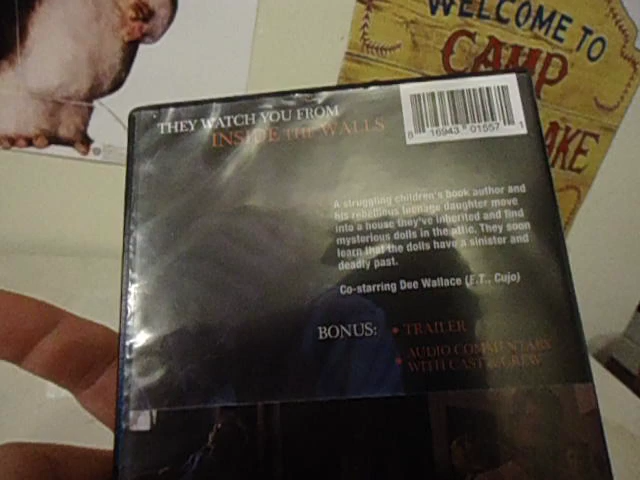 WELCOME TO
CAMP
AKE
THEY WATCH YOU FROM
INSIDE THE WALLS
8 16943 01557 1
A struggling children's book author and
his rebellious teenage daughter move
into a house they've inherited and find
mysterious dolls in the attic. They soon
learn that the dolls have a sinister and
deadly past.
Co-starring Dee Wallace (E.T., Cujo)
BONUS: • TRAILER
• AUDIO COMMENTARY
WITH CAST & CREW